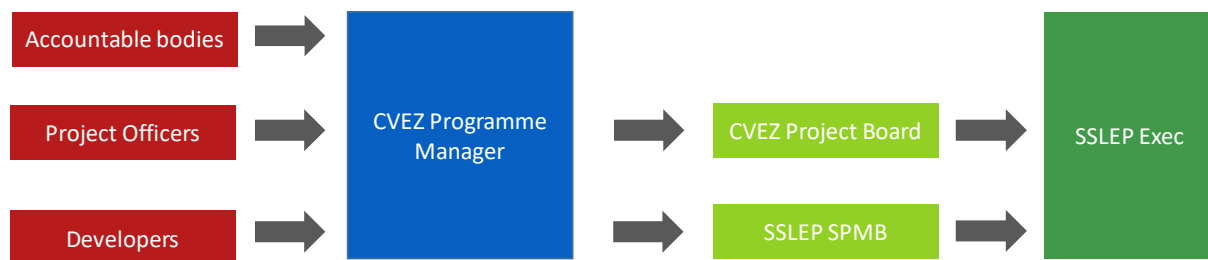 Accountable bodies
Project Officers
Developers
CVEZ Programme
Manager
CVEZ Project Board
SSLEP SPMB
SSLEP Exec